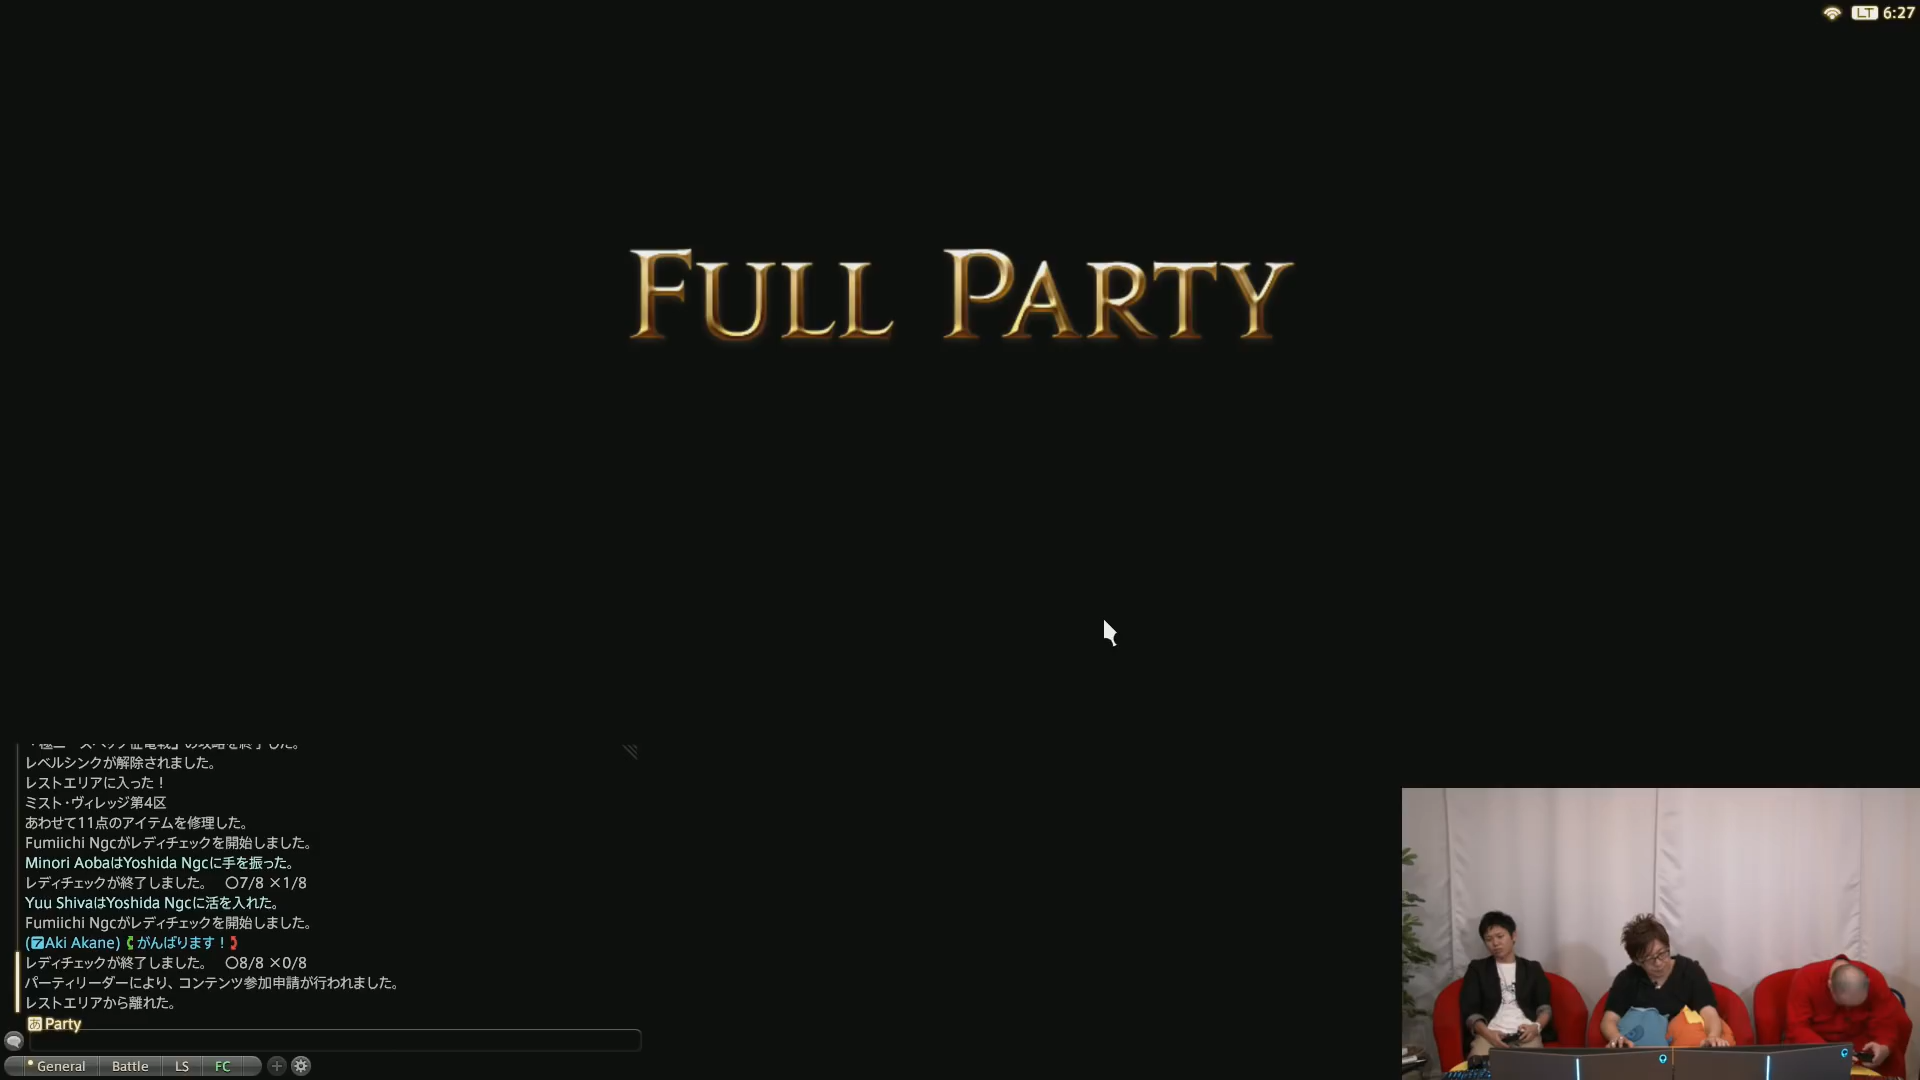 LT 6:27
FULL PARTY
レベルシンクが解除されました。
レストエリアに入った！
ミスト・ヴィレッジ第4区
あわせて11点のアイテムを修理した。
Fumiichi Ngcがレディチェックを開始しました。
Minori AobaはYoshida Ngcに手を振った。
レディチェックが終了しました。 〇7/8 ×1/8
Yuu ShivaはYoshida Ngcに活を入れた。
Fumiichi Ngcがレディチェックを開始しました。
(7Aki Akane) がんばります！
レディチェックが終了しました。 〇8/8 ×0/8
パーティリーダーにより、コンテンツ参加申請が行われました。
レストエリアから離れた。
あ Party
General Battle LS FC